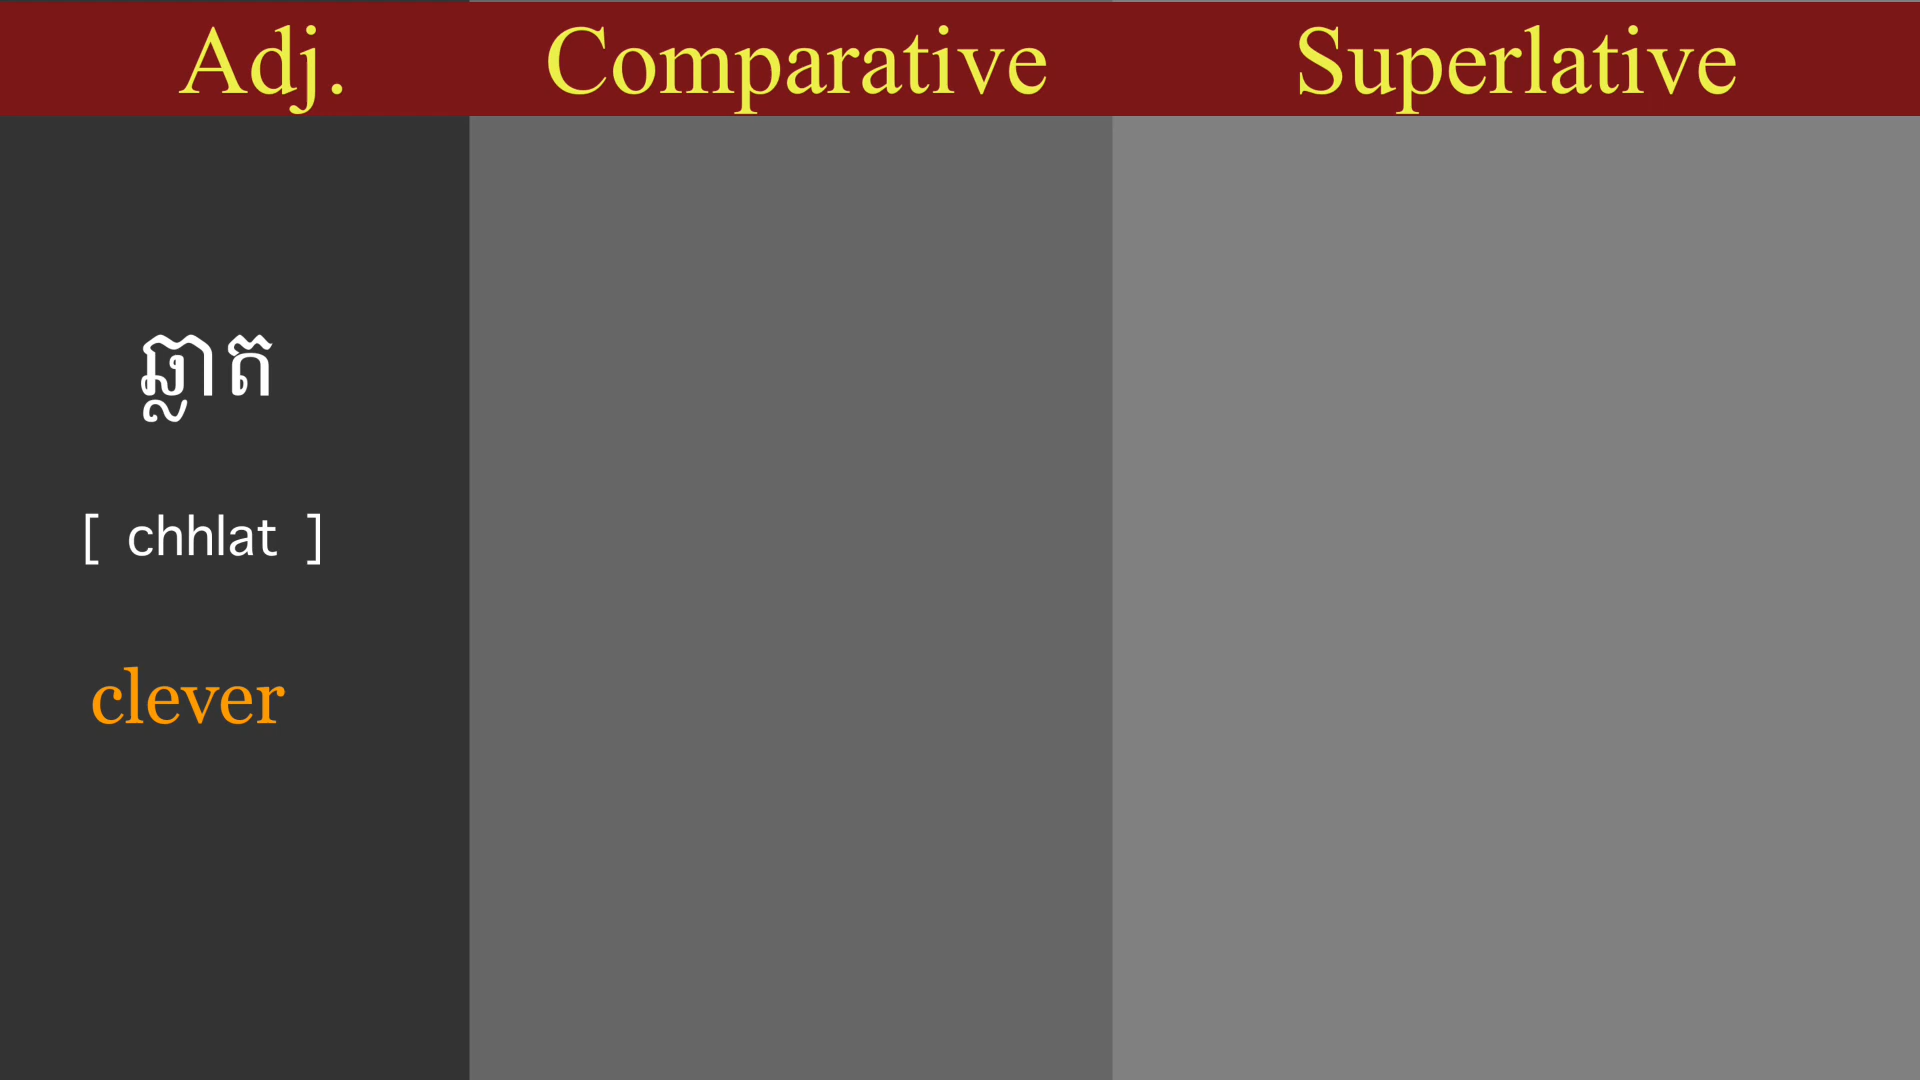 Adj. Comparative Superlative
ឆ្លាត
[ chhlat ]
clever